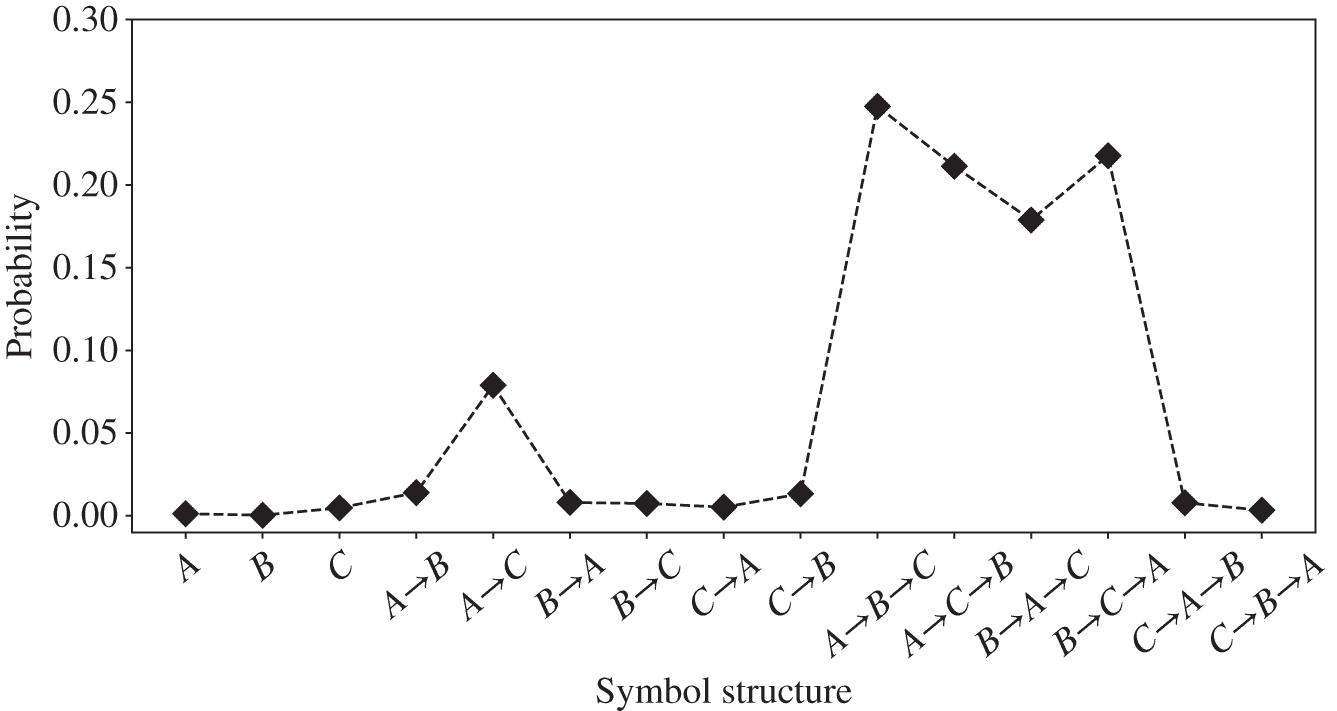 0.30
0.25
0.20
0.15
0.10
0.05
0.00
Probability
A
B
C
A→B
A→C
B→A
B→C
C→A
C→B
A→B→C
A→C→B
B→A→C
B→C→A
C→A→B
C→B→A
Symbol structure